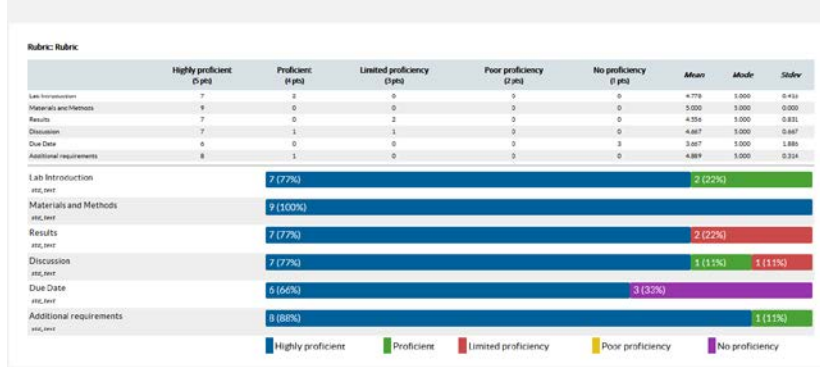 Rubric: Rubric
Highly proficient (5 pts) Proficient (4 pts) Limited proficiency (3 pts) Poor proficiency (2 pts) No proficiency (1 pts) Mean Mode Stdev
Lab Introduction 7 2 0 0 0 4.778 5.000 0.416
Materials and Methods 9 0 0 0 0 5.000 5.000 0.000
Results 7 0 2 0 0 4.556 5.000 0.831
Discussion 7 1 1 0 0 4.667 5.000 0.667
Due Date 6 0 0 0 3 3.667 5.000 1.886
Additional requirements 8 1 0 0 0 4.889 5.000 0.314
Lab Introduction 7 (77%) 2 (22%)
text
Materials and Methods 9 (100%)
text
Results 7 (77%) 2 (22%)
text
Discussion 7 (77%) 1 (11%) 1 (11%)
text
Due Date 6 (66%) 3 (33%)
text
Additional requirements 8 (88%) 1 (11%)
text
Highly proficient Proficient Limited proficiency Poor proficiency No proficiency